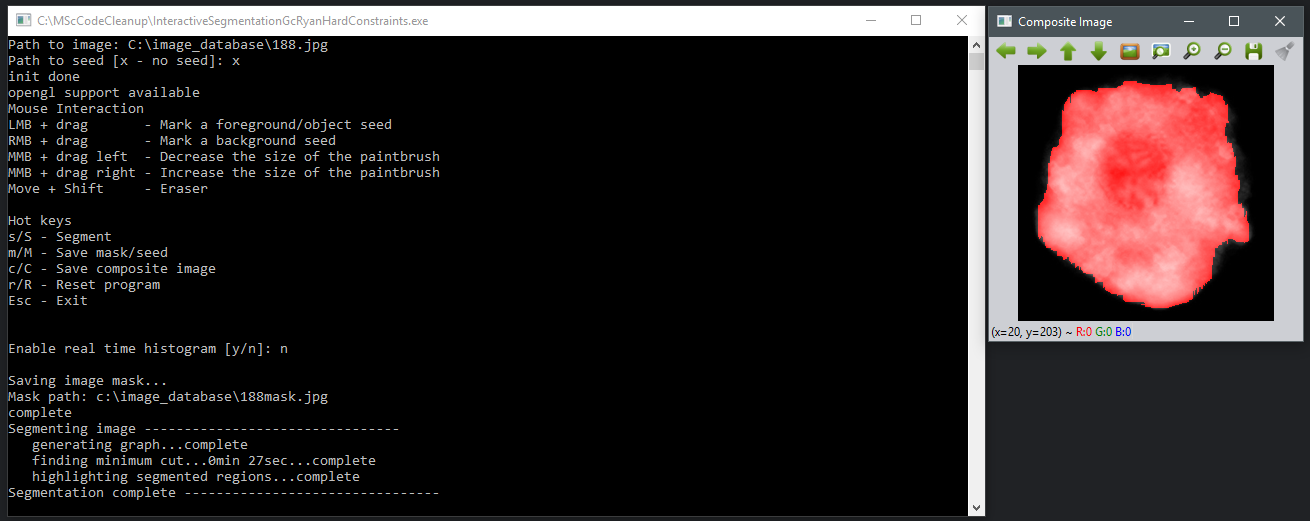 C:\MScCodeCleanup\InteractiveSegmentationGcRyanHardConstraints.exe
Path to image: C:\image_database\188.jpg
Path to seed [x - no seed]: x
init done
opengl support available
Mouse Interaction
LMB + drag       - Mark a foreground/object seed
RMB + drag       - Mark a background seed
MMB + drag left  - Decrease the size of the paintbrush
MMB + drag right - Increase the size of the paintbrush
Move + Shift     - Eraser
Hot keys
s/S - Segment
m/M - Save mask/seed
c/C - Save composite image
r/R - Reset program
Esc - Exit
Enable real time histogram [y/n]: n
Saving image mask...
Mask path: c:\image_database\188mask.jpg
complete
Segmenting image --------------------------------
   generating graph...complete
   finding minimum cut...0min 27sec...complete
   highlighting segmented regions...complete
Segmentation complete --------------------------------
Composite Image
(x=20, y=203) ~ R:0 G:0 B:0